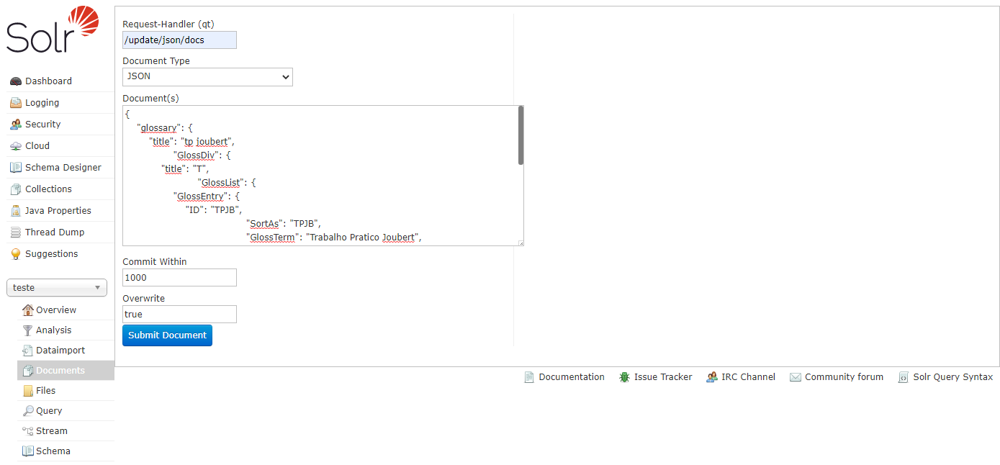 Solr
Dashboard
Logging
Security
Cloud
Schema Designer
Collections
Java Properties
Thread Dump
Suggestions
teste
Overview
Analysis
Dataimport
Documents
Files
Query
Stream
Schema
Request-Handler (qt)
/update/json/docs
Document Type
JSON
Document(s)
{
"glossary": {
"title": "tp joubert",
"GlossDiv": {
"title": "T",
"GlossList": {
"GlossEntry": {
"ID": "TPJB",
"SortAs": "TPJB",
"GlossTerm": "Trabalho Pratico Joubert",
Commit Within
1000
Overwrite
true
Submit Document
Documentation Issue Tracker IRC Channel Community forum Solr Query Syntax